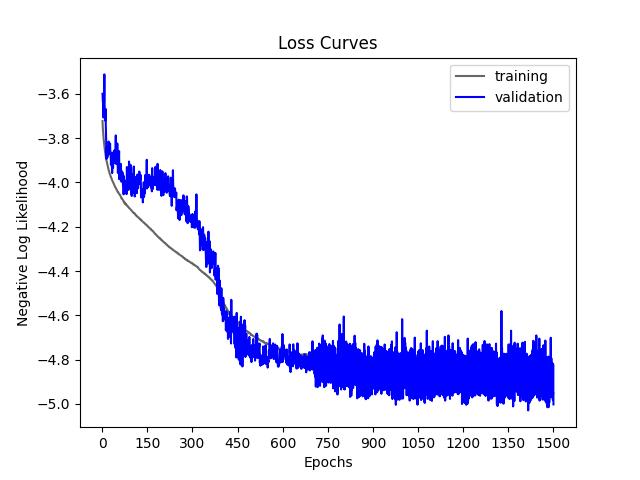 Loss Curves
training
validation
Negative Log Likelihood
−3.6
−3.8
−4.0
−4.2
−4.4
−4.6
−4.8
−5.0
0 150 300 450 600 750 900 1050 1200 1350 1500
Epochs